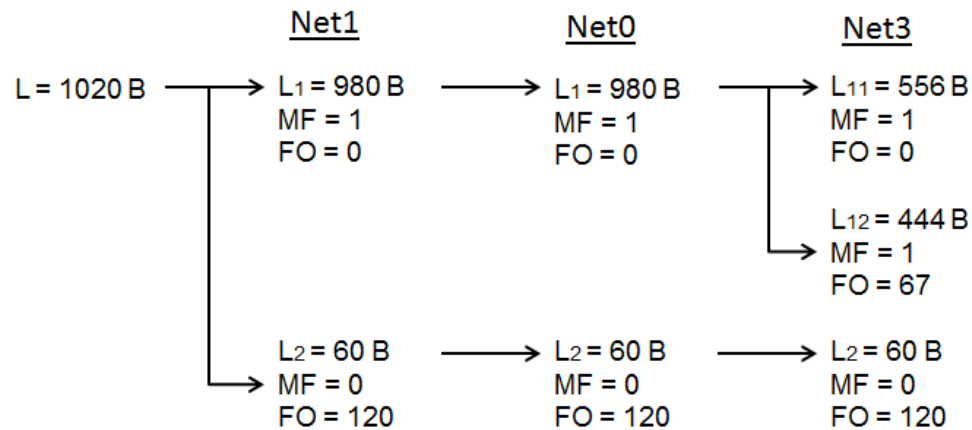 Net1
Net0
Net3
L = 1020 B
L1 = 980 B
MF = 1
FO = 0
L1 = 980 B
MF = 1
FO = 0
L11 = 556 B
MF = 1
FO = 0
L12 = 444 B
MF = 1
FO = 67
L2 = 60 B
MF = 0
FO = 120
L2 = 60 B
MF = 0
FO = 120
L2 = 60 B
MF = 0
FO = 120